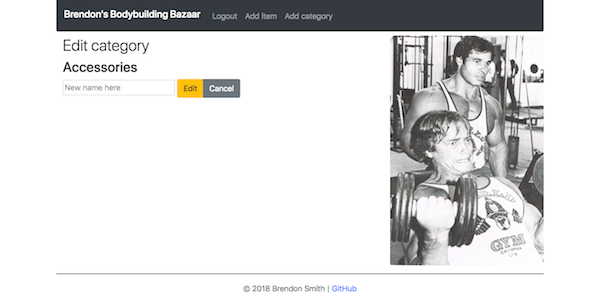 Brendon's Bodybuilding Bazaar Logout Add item Add category
Edit category
Accessories
New name here Edit Cancel
GYM
© 2018 Brendon Smith | GitHub